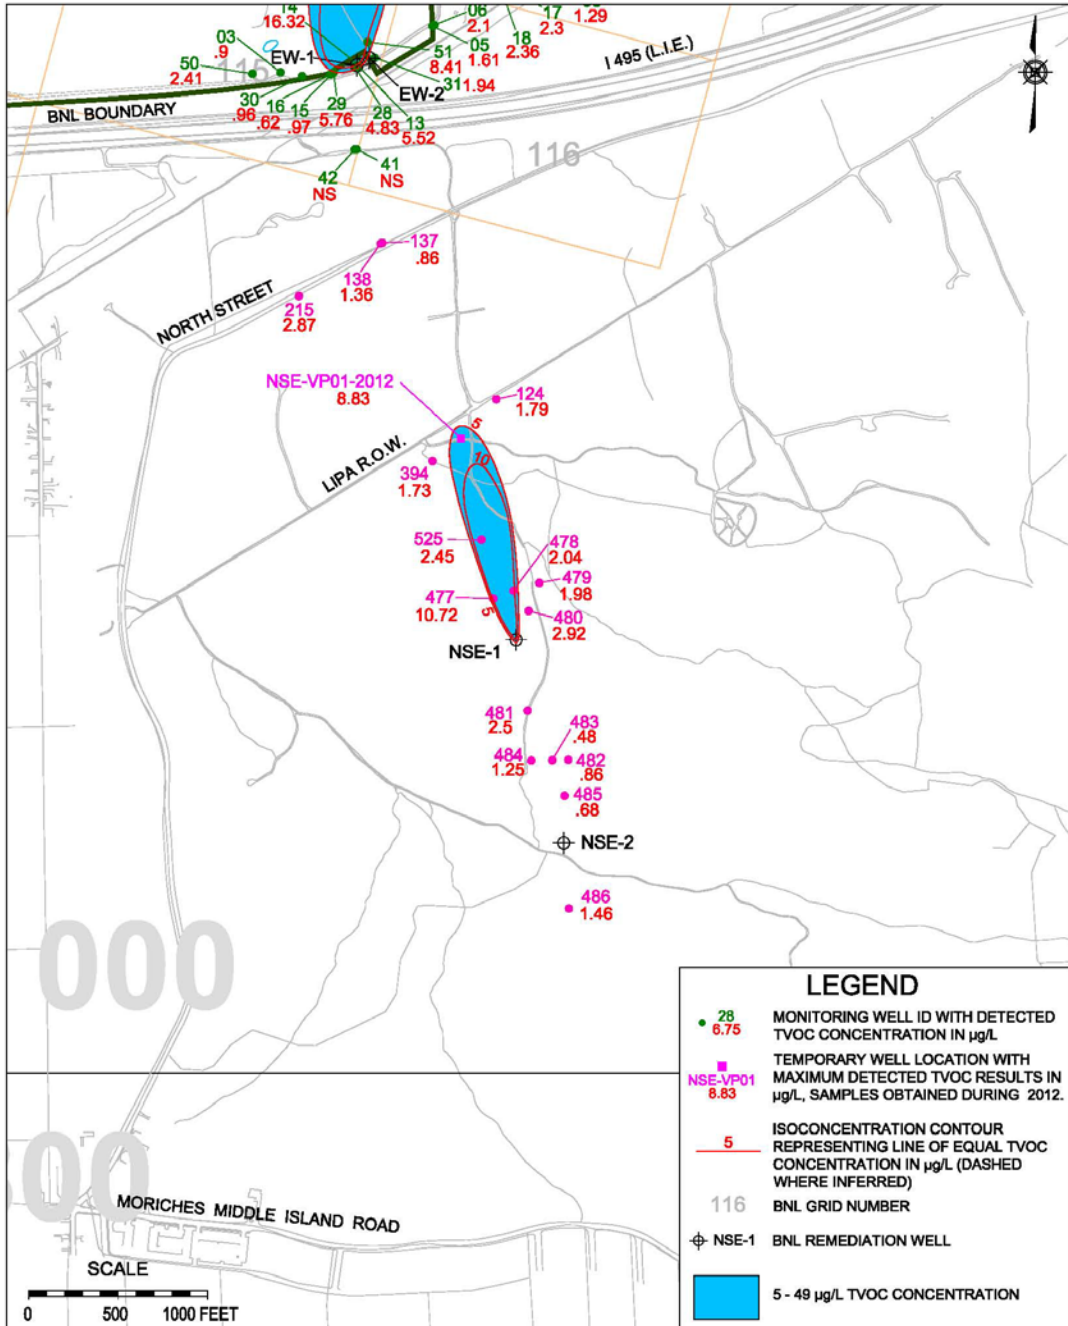 14
16.32
06
2.1
17
2.3
1.29
18
2.36
05
1.61
51
8.41
31
1.94
EW-1
EW-2
I 495 (L.I.E.)
03
.9
50
2.41
115
30
.96
16
.62
15
.97
29
5.76
28
4.83
13
5.52
BNL BOUNDARY
116
42
NS
41
NS
137
.86
138
1.36
215
2.87
NORTH STREET
NSE-VP01-2012
8.83
124
1.79
LIPA R.O.W.
5
10
394
1.73
525
2.45
478
2.04
479
1.98
477
10.72
5
480
2.92
NSE-1
481
2.5
483
.48
484
1.25
482
.86
485
.68
NSE-2
486
1.46
000
00
MORICHES MIDDLE ISLAND ROAD
SCALE
0 500 1000 FEET
LEGEND
28
6.75
MONITORING WELL ID WITH DETECTED
TVOC CONCENTRATION IN µg/L
NSE-VP01
8.83
TEMPORARY WELL LOCATION WITH
MAXIMUM DETECTED TVOC RESULTS IN
µg/L, SAMPLES OBTAINED DURING 2012.
5
ISOCONCENTRATION CONTOUR
REPRESENTING LINE OF EQUAL TVOC
CONCENTRATION IN µg/L (DASHED
WHERE INFERRED)
116 BNL GRID NUMBER
NSE-1 BNL REMEDIATION WELL
5 - 49 µg/L TVOC CONCENTRATION